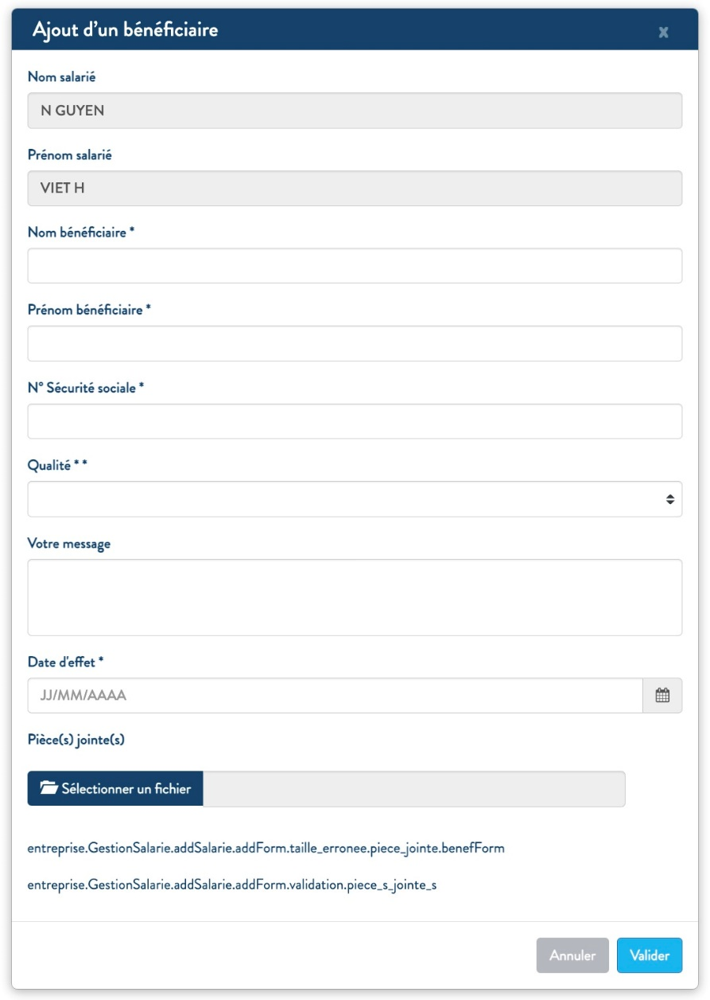 Ajout d’un bénéficiaire x
Nom salarié
N GUYEN
Prénom salarié
VIET H
Nom bénéficiaire *
Prénom bénéficiaire *
N° Sécurité sociale *
Qualité * *
Votre message
Date d'effet *
JJ/MM/AAAA
Pièce(s) jointe(s)
Sélectionner un fichier
entreprise.GestionSalarie.addSalarie.addForm.taille_erronee.piece_jointe.benefForm
entreprise.GestionSalarie.addSalarie.addForm.validation.piece_s_jointe_s
Annuler Valider